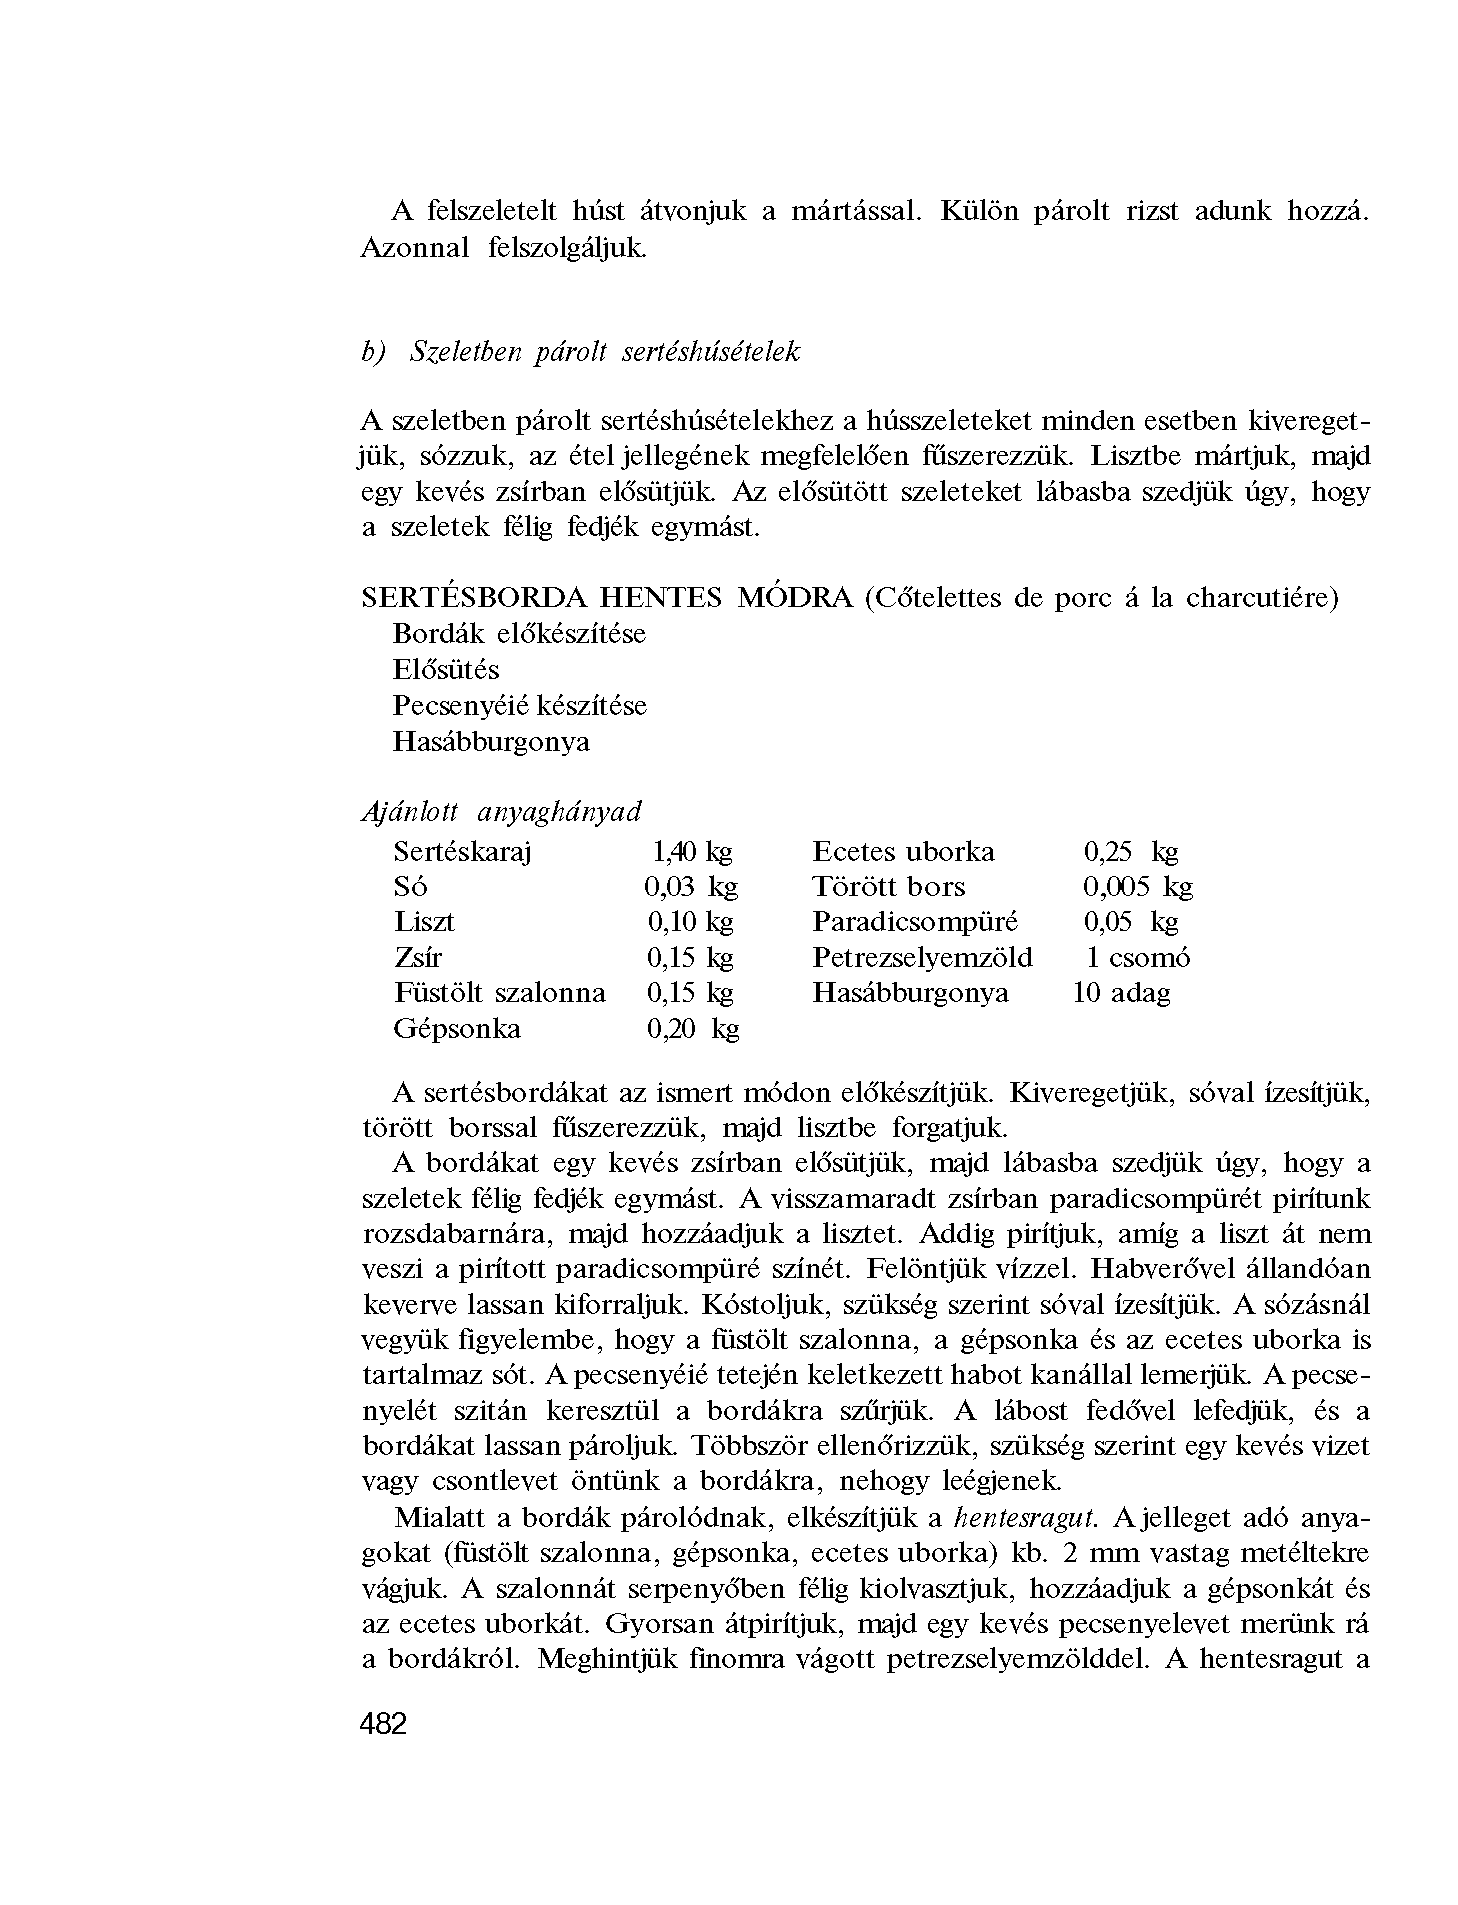 A felszeletelt húst átvonjuk a mártással. Külön párolt rizst adunk hozzá.
Azonnal felszolgáljuk.
b) Szeletben párolt sertéshúsételek
A szeletben párolt sertéshúsételekhez a hússzeleteket minden esetben kivereget-
jük, sózzuk, az étel jellegének megfelelően fűszerezzük. Lisztbe mártjuk, majd
egy kevés zsírban elősütjük. Az elősütött szeleteket lábasba szedjük úgy, hogy
a szeletek félig fedjék egymást.
SERTÉSBORDA HENTES MÓDRA (Cőtelettes de porc á la charcutiére)
Bordák előkészítése
Elősütés
Pecsenyéié készítése
Hasábburgonya
Ajánlott anyaghányad
Sertéskaraj 1,40 kg Ecetes uborka 0,25 kg
Só 0,03 kg Törött bors 0,005 kg
Liszt 0,10 kg Paradicsompüré 0,05 kg
Zsír 0,15 kg Petrezselyemzöld 1 csomó
Füstölt szalonna 0,15 kg Hasábburgonya 10 adag
Gépsonka 0,20 kg
A sertésbordákat az ismert módon előkészítjük. Kiveregetjük, sóval ízesítjük,
törött borssal fűszerezzük, majd lisztbe forgatjuk.
A bordákat egy kevés zsírban elősütjük, majd lábasba szedjük úgy, hogy a
szeletek félig fedjék egymást. A visszamaradt zsírban paradicsompürét pirítunk
rozsdabarnára, majd hozzáadjuk a lisztet. Addig pirítjuk, amíg a liszt át nem
veszi a pirított paradicsompüré színét. Felöntjük vízzel. Habverővel állandóan
keverve lassan kiforraljuk. Kóstoljuk, szükség szerint sóval ízesítjük. A sózásnál
vegyük figyelembe, hogy a füstölt szalonna, a gépsonka és az ecetes uborka is
tartalmaz sót. A pecsenyéié tetején keletkezett habot kanállal lemerjük. A pecse-
nyelét szitán keresztül a bordákra szűrjük. A lábost fedővel lefedjük, és a
bordákat lassan pároljuk. Többször ellenőrizzük, szükség szerint egy kevés vizet
vagy csontlevet öntünk a bordákra, nehogy leégjenek.
Mialatt a bordák párolódnak, elkészítjük a hentesragut. A jelleget adó anya-
gokat (füstölt szalonna, gépsonka, ecetes uborka) kb. 2 mm vastag metéltekre
vágjuk. A szalonnát serpenyőben félig kiolvasztjuk, hozzáadjuk a gépsonkát és
az ecetes uborkát. Gyorsan átpirítjuk, majd egy kevés pecsenyelevet merünk rá
a bordákról. Meghintjük finomra vágott petrezselyemzölddel. A hentesragut a
482